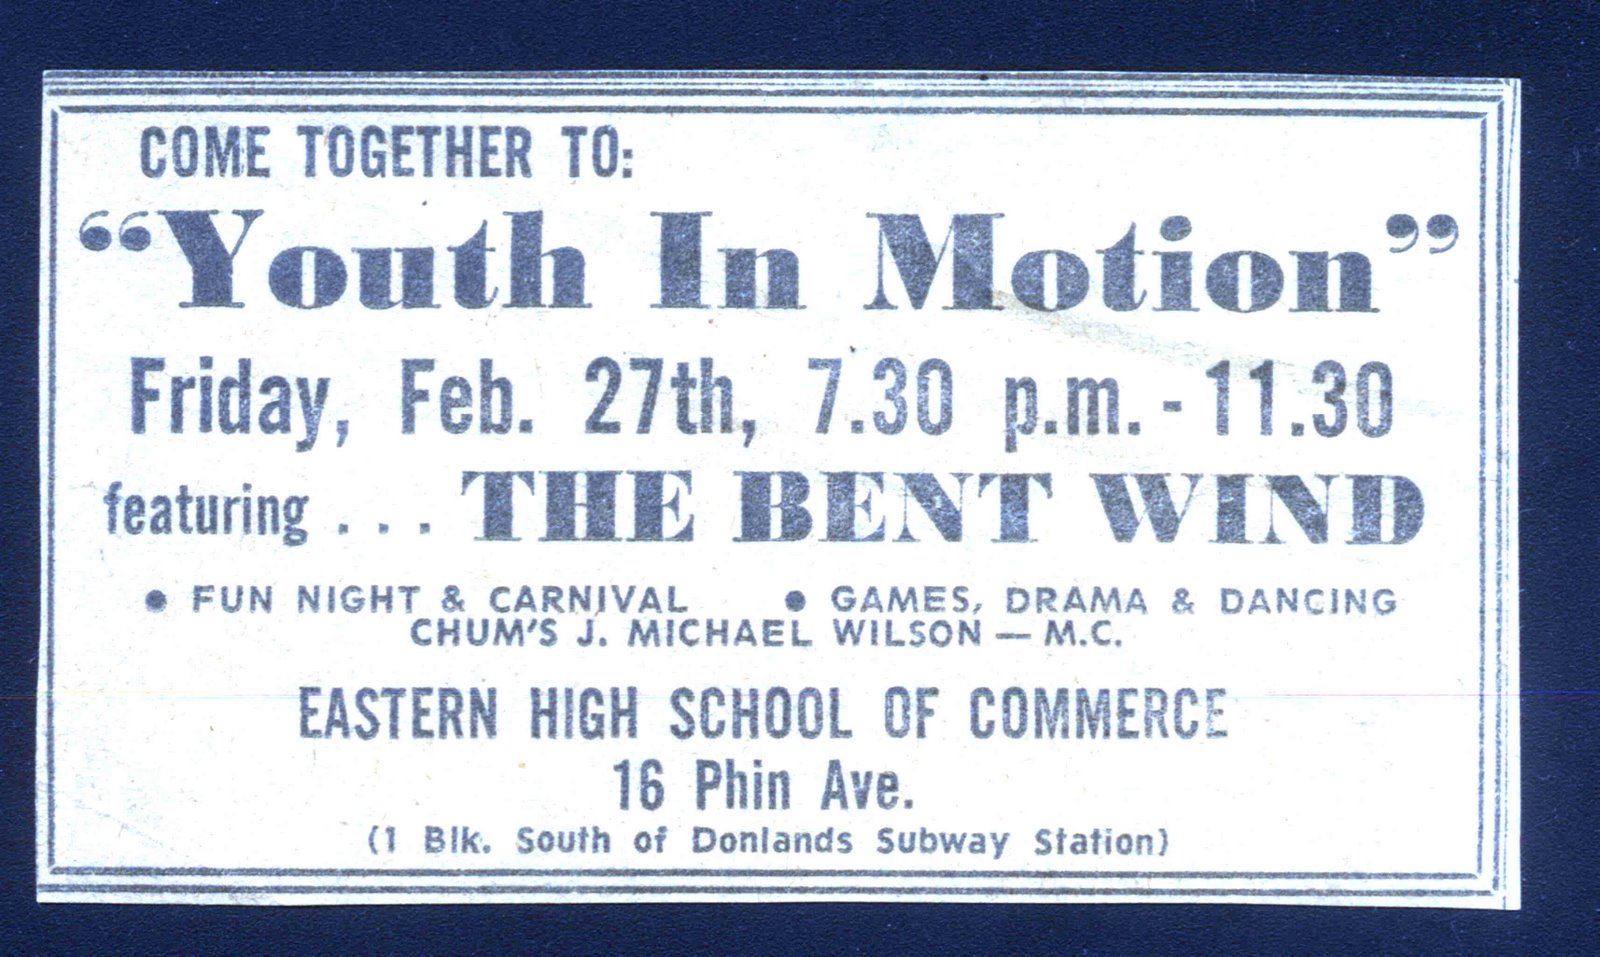 COME TOGETHER TO:
“Youth In Motion”
Friday, Feb. 27th, 7.30 p.m. - 11.30
featuring . . . THE BENT WIND
● FUN NIGHT & CARNIVAL ● GAMES, DRAMA & DANCING
CHUM'S J. MICHAEL WILSON — M.C.
EASTERN HIGH SCHOOL OF COMMERCE
16 Phin Ave.
(1 Blk. South of Donlands Subway Station)